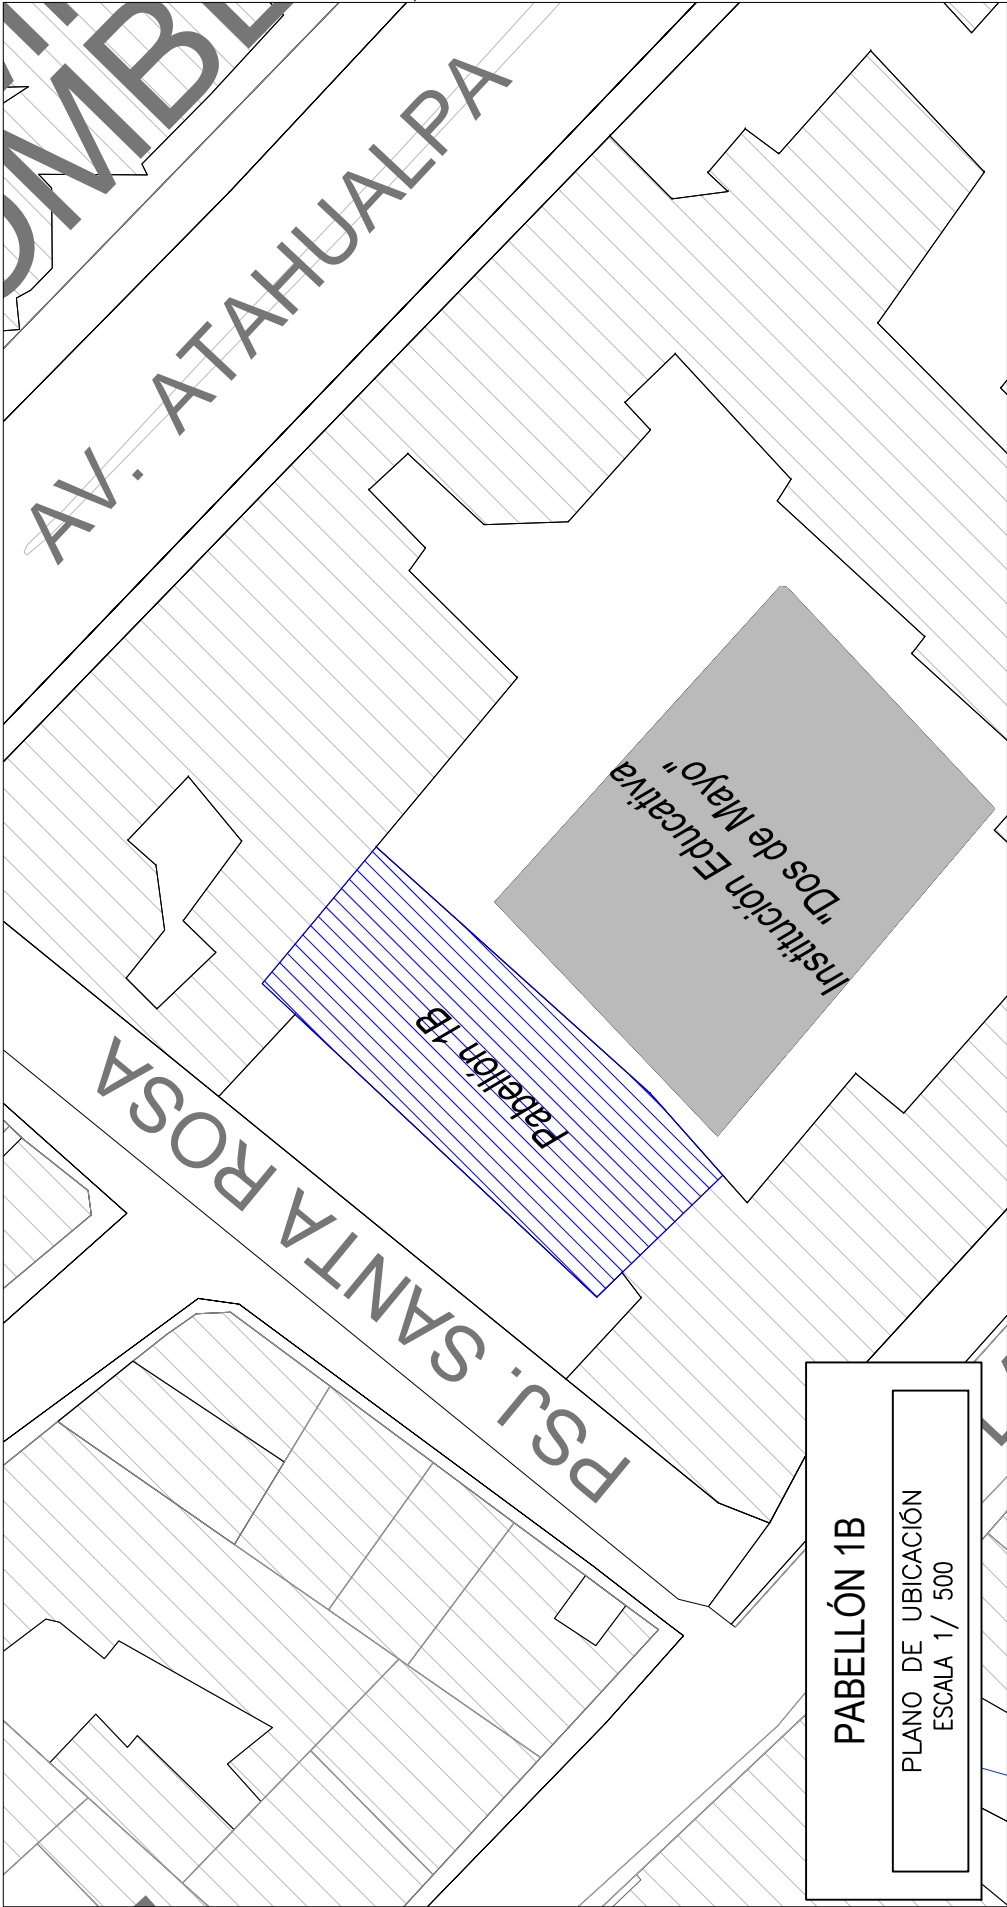 AV. ATAHUALPA
Institución Educativa
"Dos de Mayo"
Pabellón 1B
PSJ. SANTA ROSA
PABELLÓN 1B
PLANO DE UBICACIÓN
ESCALA 1/ 500